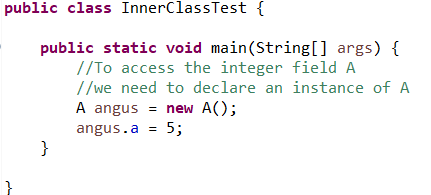 public class InnerClassTest {
public static void main(String[] args) {
//To access the integer field A
//we need to declare an instance of A
A angus = new A();
angus.a = 5;
}
}